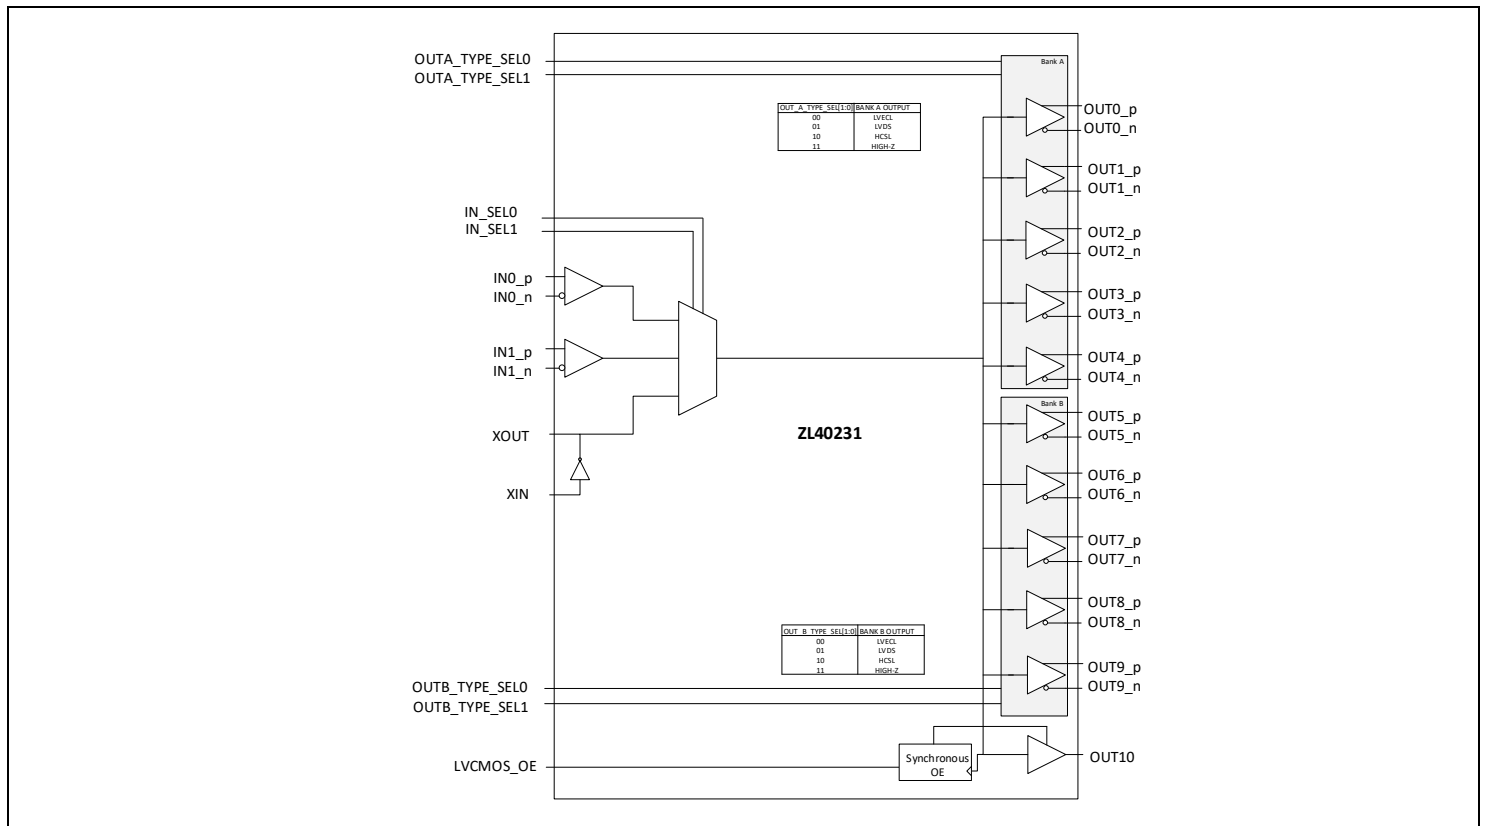 OUTA_TYPE_SEL0
OUTA_TYPE_SEL1
Bank A
OUT_A_TYPE_SEL[1:0] BANK A OUTPUT
00 LVECL
01 LVDS
10 HCSL
11 HIGH-Z
OUT0_p
OUT0_n
OUT1_p
OUT1_n
IN_SEL0
IN_SEL1
OUT2_p
OUT2_n
IN0_p
IN0_n
OUT3_p
OUT3_n
IN1_p
IN1_n
OUT4_p
OUT4_n
Bank B
OUT5_p
OUT5_n
XOUT
ZL40231
XIN
OUT6_p
OUT6_n
OUT7_p
OUT7_n
OUT8_p
OUT8_n
OUT_B_TYPE_SEL[1:0] BANK B OUTPUT
00 LVECL
01 LVDS
10 HCSL
11 HIGH-Z
OUT9_p
OUT9_n
OUTB_TYPE_SEL0
OUTB_TYPE_SEL1
LVCMOS_OE
Synchronous
OE
OUT10